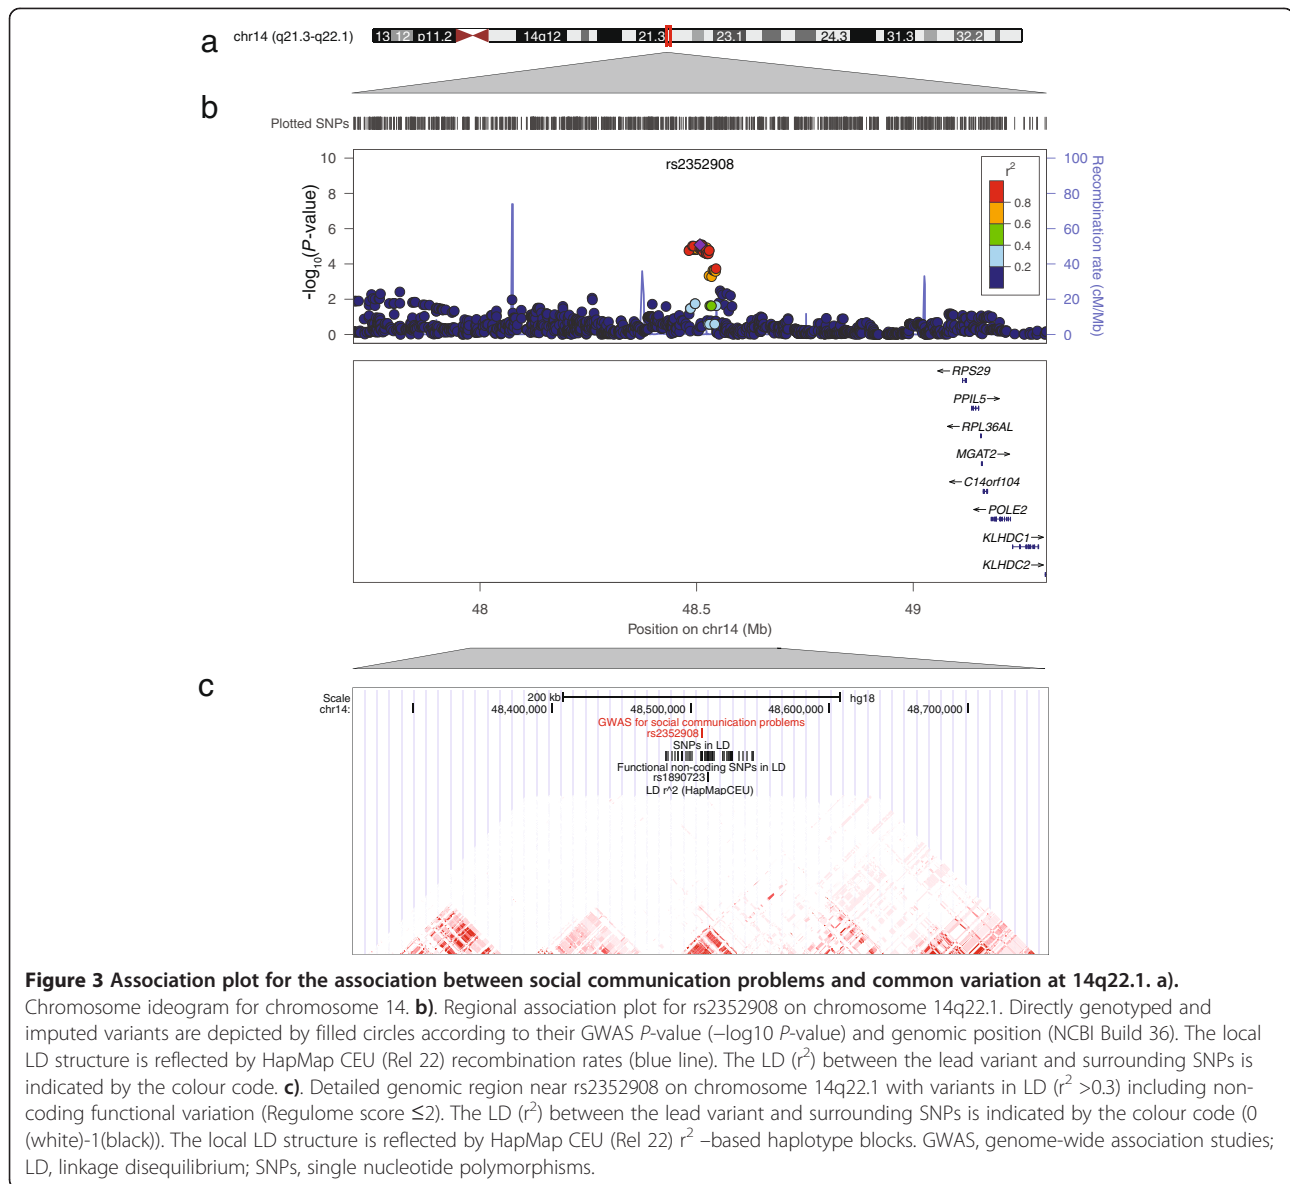 a
chr14 (q21.3-q22.1)
13 12 p11.2 14q12 21.3 23.1 24.3 31.3 32.2
b
Plotted SNPs
rs2352908
10
8
6
4
2
0
-log10(P-value)
100
80
60
40
20
0
Recombination rate (cM/Mb)
r2
0.8
0.6
0.4
0.2
←RPS29
PPIL5→
←RPL36AL
MGAT2→
←C14orf104
←POLE2
KLHDC1→
KLHDC2→
48 48.5 49
Position on chr14 (Mb)
c
Scale 200 kb hg18
chr14: 48,400,000 48,500,000 48,600,000 48,700,000
GWAS for social communication problems
rs2352908
SNPs in LD
Functional non-coding SNPs in LD
rs1890723
LD r^2 (HapMapCEU)
Figure 3 Association plot for the association between social communication problems and common variation at 14q22.1. a).
Chromosome ideogram for chromosome 14. b). Regional association plot for rs2352908 on chromosome 14q22.1. Directly genotyped and
imputed variants are depicted by filled circles according to their GWAS P-value (−log10 P-value) and genomic position (NCBI Build 36). The local
LD structure is reflected by HapMap CEU (Rel 22) recombination rates (blue line). The LD (r2) between the lead variant and surrounding SNPs is
indicated by the colour code. c). Detailed genomic region near rs2352908 on chromosome 14q22.1 with variants in LD (r2 >0.3) including non-
coding functional variation (Regulome score ≤2). The LD (r2) between the lead variant and surrounding SNPs is indicated by the colour code (0
(white)-1(black)). The local LD structure is reflected by HapMap CEU (Rel 22) r2 –based haplotype blocks. GWAS, genome-wide association studies;
LD, linkage disequilibrium; SNPs, single nucleotide polymorphisms.